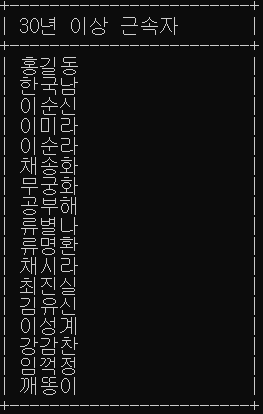 30년 이상 근속자
홍길동
한국남
이순신
이미라
이순라
채송화
무궁화
공부해
류별나
류명환
채시라
최진실
김유신
이성계
강감찬
임꺽정
깨똥이